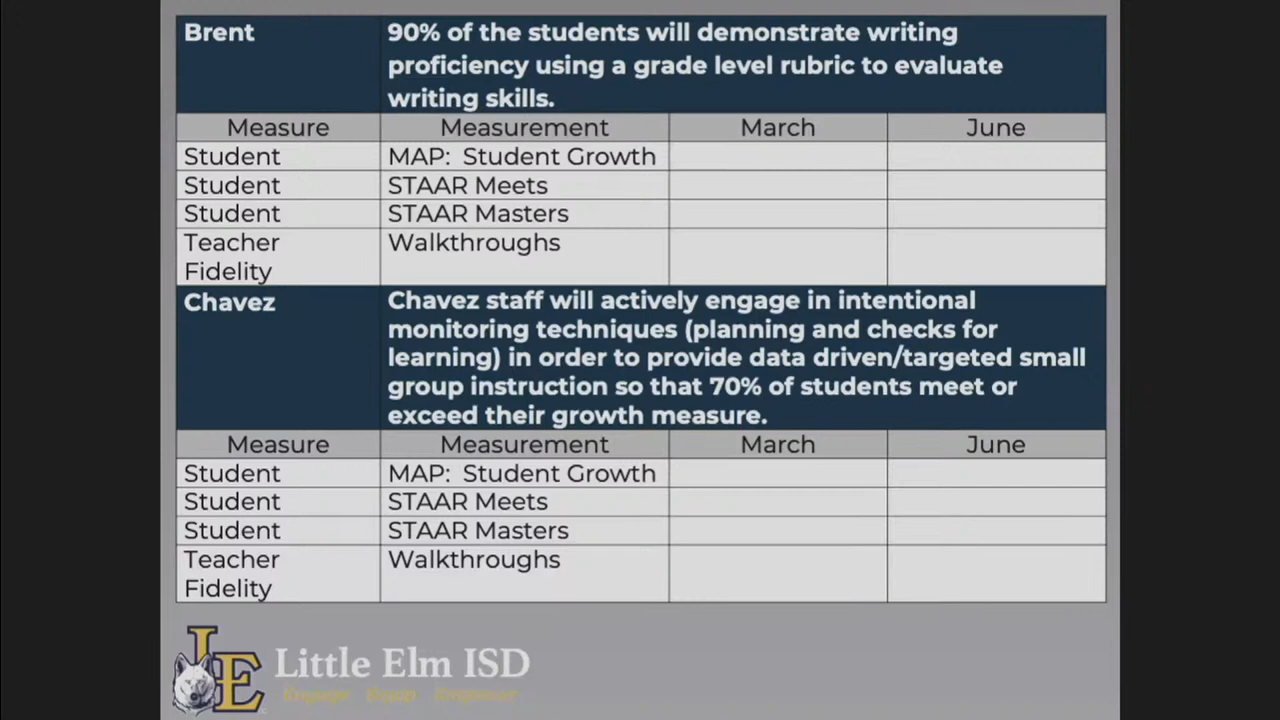 Brent
90% of the students will demonstrate writing
proficiency using a grade level rubric to evaluate
writing skills.
Measure Measurement March June
Student MAP: Student Growth
Student STAAR Meets
Student STAAR Masters
Teacher Walkthroughs
Fidelity
Chavez
Chavez staff will actively engage in intentional
monitoring techniques (planning and checks for
learning) in order to provide data driven/targeted small
group instruction so that 70% of students meet or
exceed their growth measure.
Measure Measurement March June
Student MAP: Student Growth
Student STAAR Meets
Student STAAR Masters
Teacher Walkthroughs
Fidelity
LE
Little Elm ISD
Engage